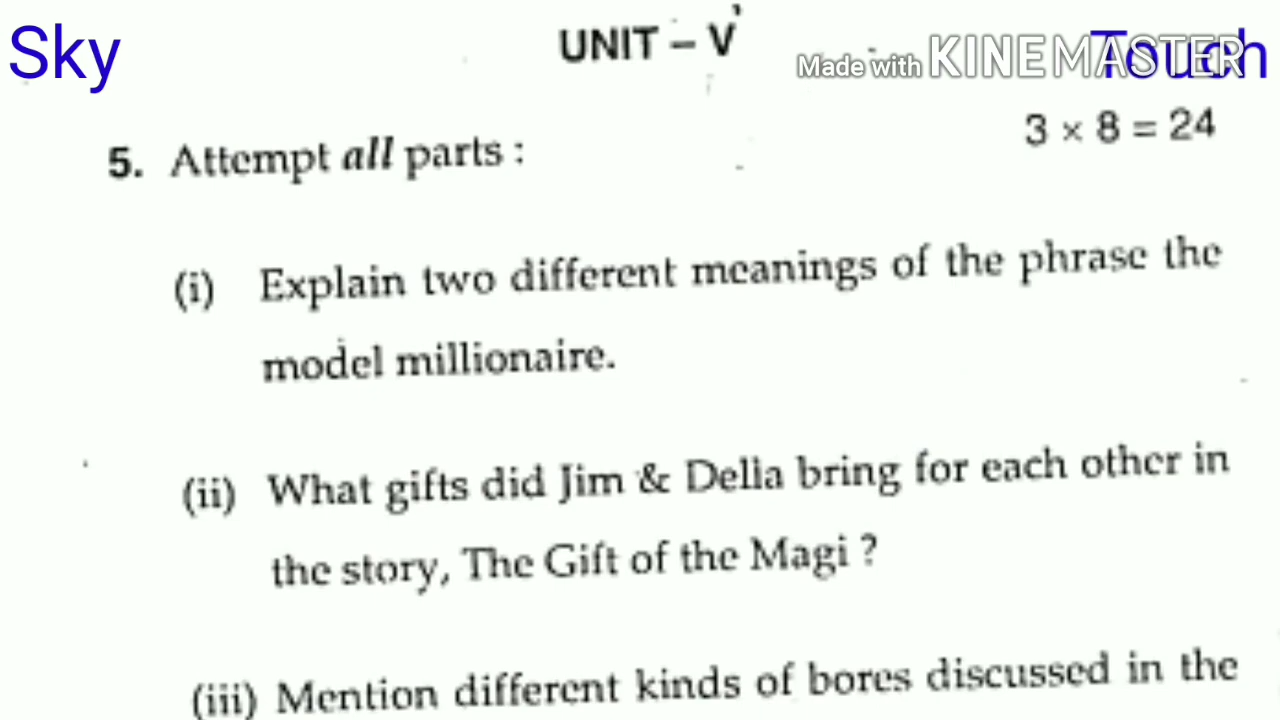 Sky
UNIT – V
Made with KINEMASTER
Touch
3 × 8 = 24
5. Attempt all parts :
(i) Explain two different meanings of the phrase the
model millionaire.
(ii) What gifts did Jim & Della bring for each other in
the story, The Gift of the Magi ?
(iii) Mention different kinds of bores discussed in the